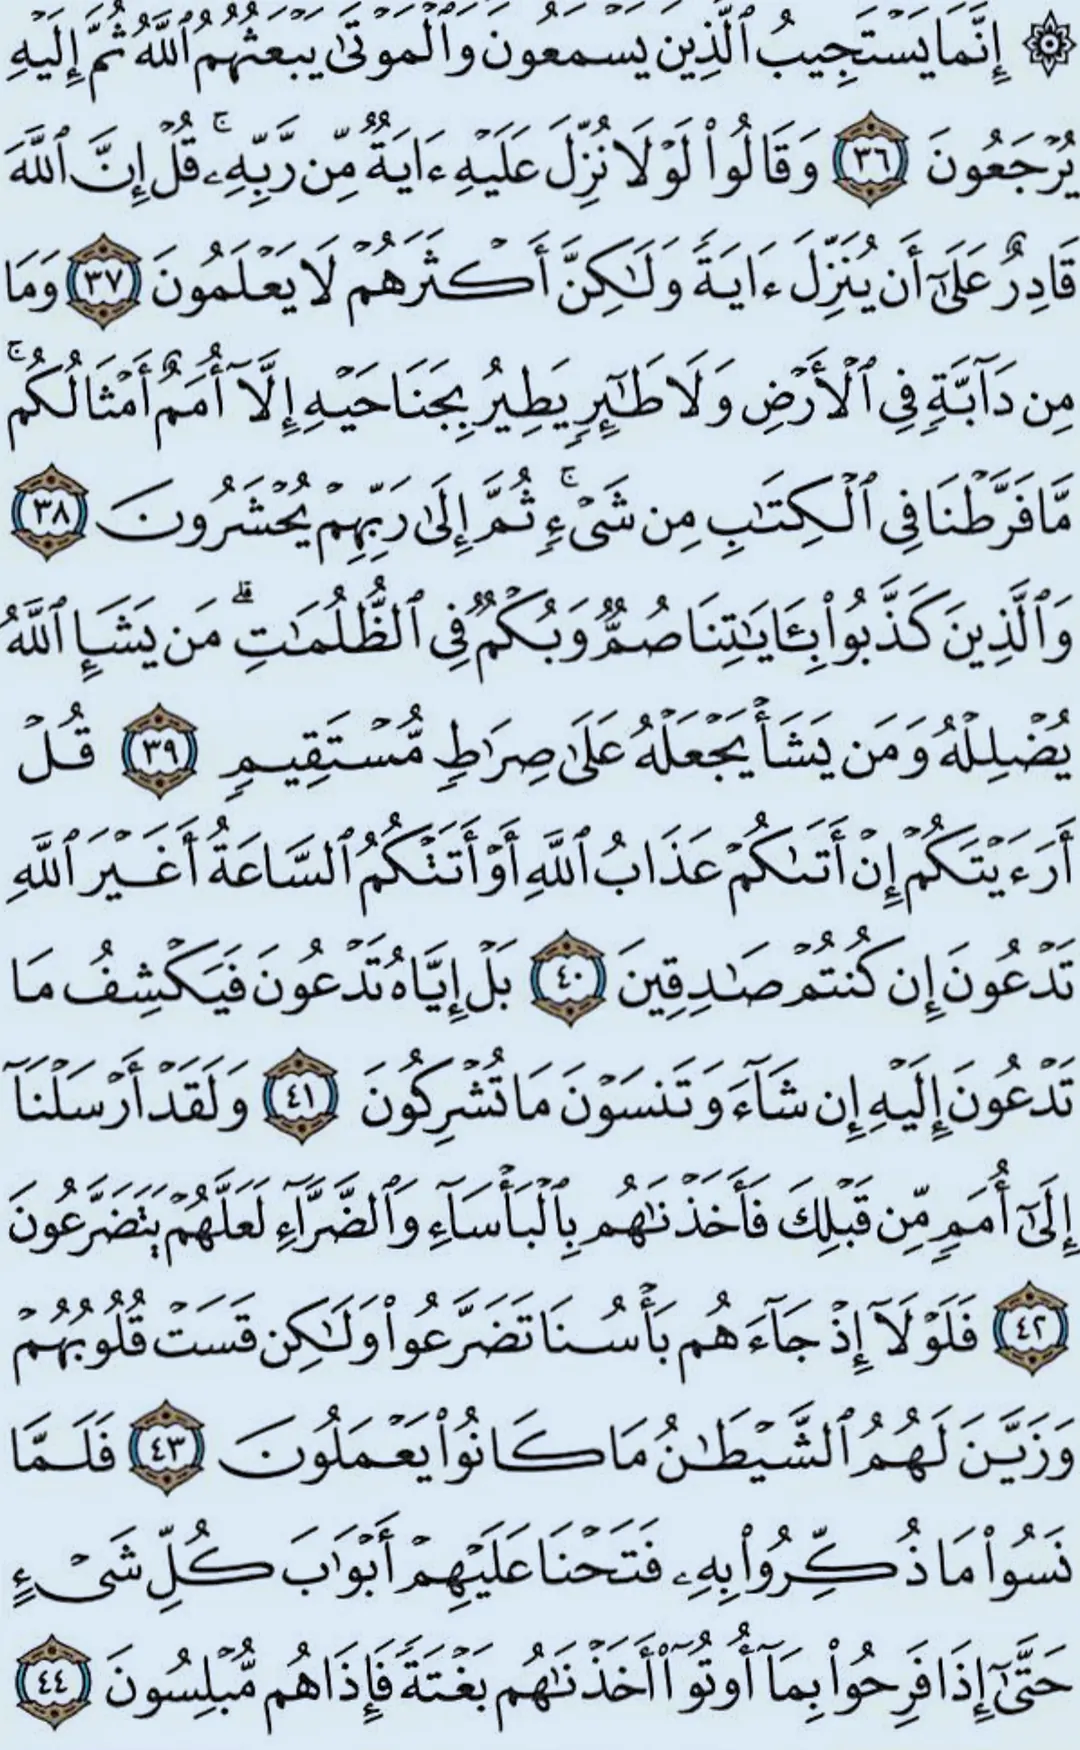 ۞ إِنَّمَا يَسْتَجِيبُ ٱلَّذِينَ يَسْمَعُونَ وَٱلْمَوْتَىٰ يَبْعَثُهُمُ ٱللَّهُ ثُمَّ إِلَيْهِ
يُرْجَعُونَ ٣٦ وَقَالُوا۟ لَوْلَا نُزِّلَ عَلَيْهِ ءَايَةٌ مِّن رَّبِّهِۦ ۚ قُلْ إِنَّ ٱللَّهَ
قَادِرٌ عَلَىٰٓ أَن يُنَزِّلَ ءَايَةً وَلَـٰكِنَّ أَكْثَرَهُمْ لَا يَعْلَمُونَ ٣٧ وَمَا
مِن دَآبَّةٍ فِى ٱلْأَرْضِ وَلَا طَـٰٓئِرٍ يَطِيرُ بِجَنَاحَيْهِ إِلَّآ أُمَمٌ أَمْثَالُكُم ۚ
مَّا فَرَّطْنَا فِى ٱلْكِتَـٰبِ مِن شَىْءٍ ۚ ثُمَّ إِلَىٰ رَبِّهِمْ يُحْشَرُونَ ٣٨
وَٱلَّذِينَ كَذَّبُوا۟ بِـَٔايَـٰتِنَا صُمٌّ وَبُكْمٌ فِى ٱلظُّلُمَـٰتِ ۗ مَن يَشَإِ ٱللَّهُ
يُضْلِلْهُ وَمَن يَشَأْ يَجْعَلْهُ عَلَىٰ صِرَٰطٍ مُّسْتَقِيمٍ ٣٩ قُلْ
أَرَءَيْتَكُمْ إِنْ أَتَىٰكُمْ عَذَابُ ٱللَّهِ أَوْ أَتَتْكُمُ ٱلسَّاعَةُ أَغَيْرَ ٱللَّهِ
تَدْعُونَ إِن كُنتُمْ صَـٰدِقِينَ ٤٠ بَلْ إِيَّاهُ تَدْعُونَ فَيَكْشِفُ مَا
تَدْعُونَ إِلَيْهِ إِن شَآءَ وَتَنسَوْنَ مَا تُشْرِكُونَ ٤١ وَلَقَدْ أَرْسَلْنَآ
إِلَىٰٓ أُمَمٍ مِّن قَبْلِكَ فَأَخَذْنَـٰهُم بِٱلْبَأْسَآءِ وَٱلضَّرَّآءِ لَعَلَّهُمْ يَتَضَرَّعُونَ
٤٢ فَلَوْلَآ إِذْ جَآءَهُم بَأْسُنَا تَضَرَّعُوا۟ وَلَـٰكِن قَسَتْ قُلُوبُهُمْ
وَزَيَّنَ لَهُمُ ٱلشَّيْطَـٰنُ مَا كَانُوا۟ يَعْمَلُونَ ٤٣ فَلَمَّا
نَسُوا۟ مَا ذُكِّرُوا۟ بِهِۦ فَتَحْنَا عَلَيْهِمْ أَبْوَٰبَ كُلِّ شَىْءٍ
حَتَّىٰٓ إِذَا فَرِحُوا۟ بِمَآ أُوتُوٓا۟ أَخَذْنَـٰهُم بَغْتَةً فَإِذَا هُم مُّبْلِسُونَ ٤٤